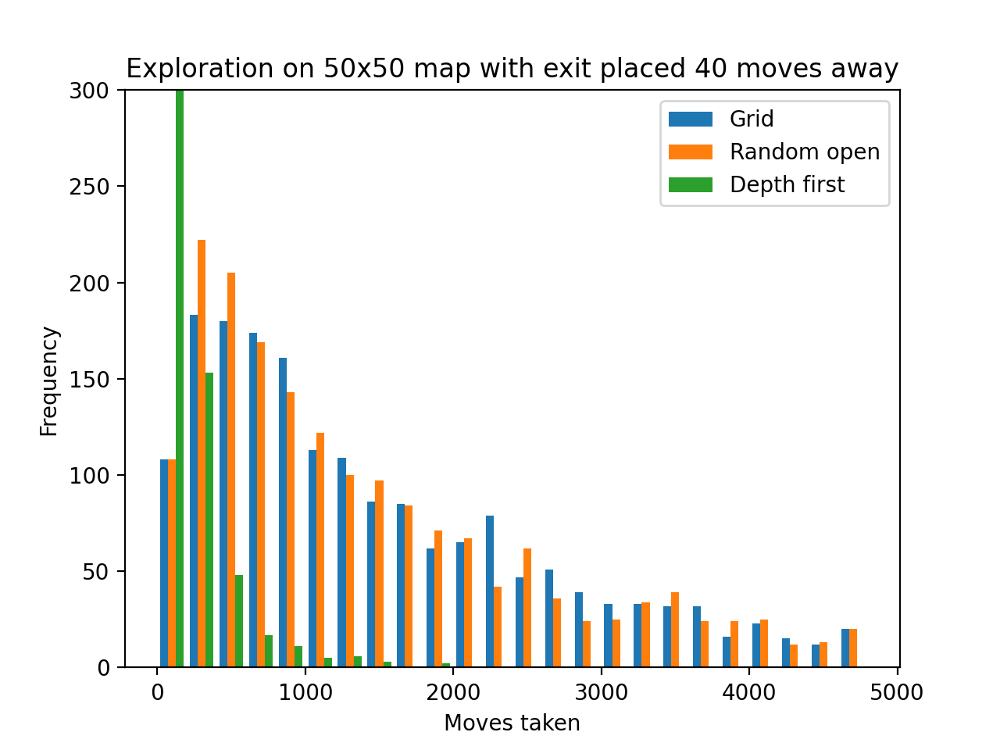 Exploration on 50x50 map with exit placed 40 moves away
300
250
200
150
100
50
0
Frequency
Grid
Random open
Depth first
0 1000 2000 3000 4000 5000
Moves taken